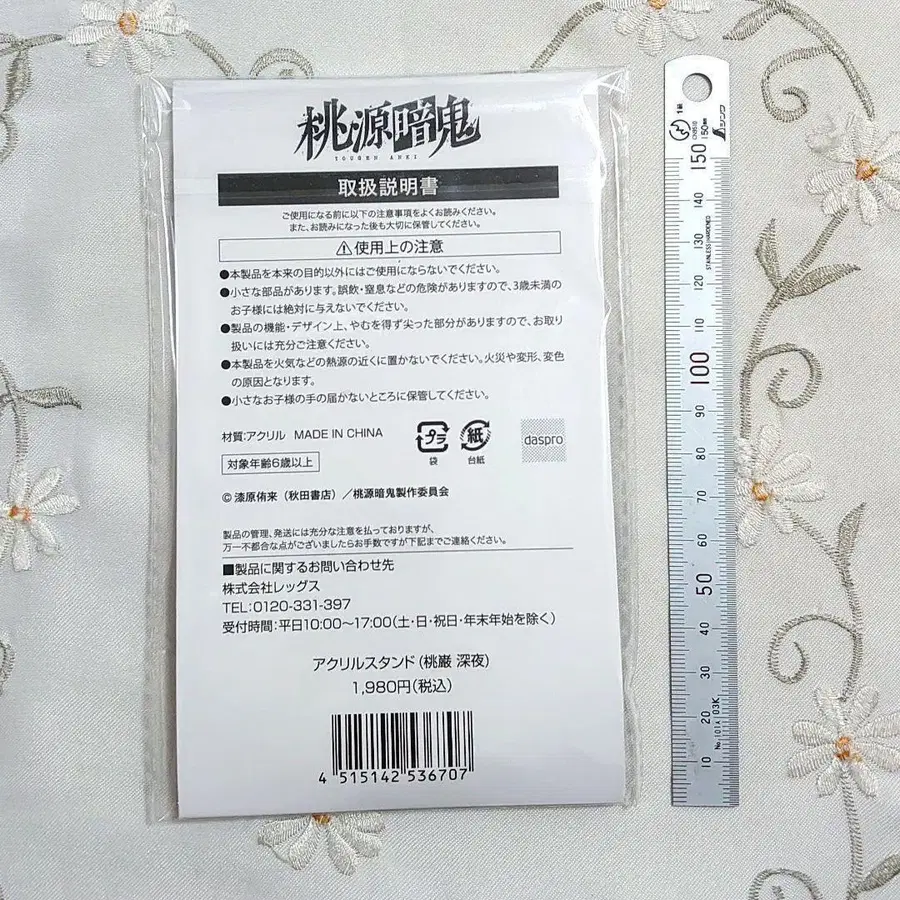 桃源暗鬼
TOUGEN ANKI
取扱説明書
ご使用になる前に以下の注意事項をよくお読みください。
また、お読みになった後も大切に保管してください。
⚠使用上の注意
●本製品を本来の目的以外にはご使用にならないでください。
●小さな部品があります。誤飲・窒息などの危険がありますので、3歳未満の
お子様には絶対に与えないでください。
●製品の機能・デザイン上、やむを得ず尖った部分がありますので、お取り
扱いには充分ご注意ください。
●本製品を火気などの熱源の近くに置かないでください。火災や変形、変色
の原因となります。
●小さなお子様の手の届かないところに保管してください。
材質:アクリル MADE IN CHINA
プラ
袋
紙
台紙
daspro
対象年齢6歳以上
© 漆原侑来（秋田書店）／桃源暗鬼製作委員会
製品の管理、発送には充分な注意を払っておりますが、
万一不都合な点がございましたらお手数ですが下記までご連絡ください。
■製品に関するお問い合わせ先
株式会社レッグス
TEL:0120-331-397
受付時間:平日10:00～17:00(土・日・祝日・年末年始を除く)
アクリルスタンド(桃巌 深夜)
1,980円(税込)
4 515142 536707
シンワ
150
140
130
120
110
100
90
80
70
60
50
40
30
20
10
STAINLESS HARDENED